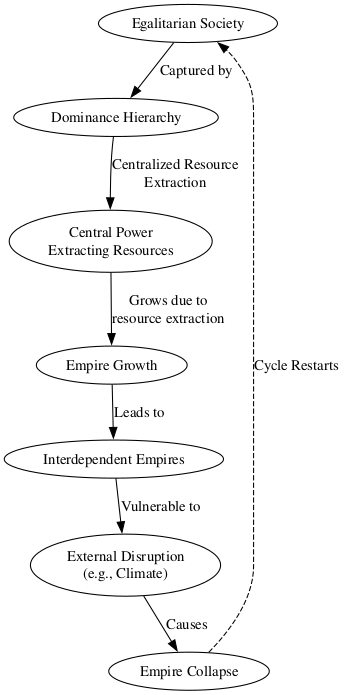 Egalitarian Society
Captured by
Dominance Hierarchy
Centralized Resource
Extraction
Central Power
Extracting Resources
Grows due to
resource extraction
Empire Growth
Cycle Restarts
Leads to
Interdependent Empires
Vulnerable to
External Disruption
(e.g., Climate)
Causes
Empire Collapse